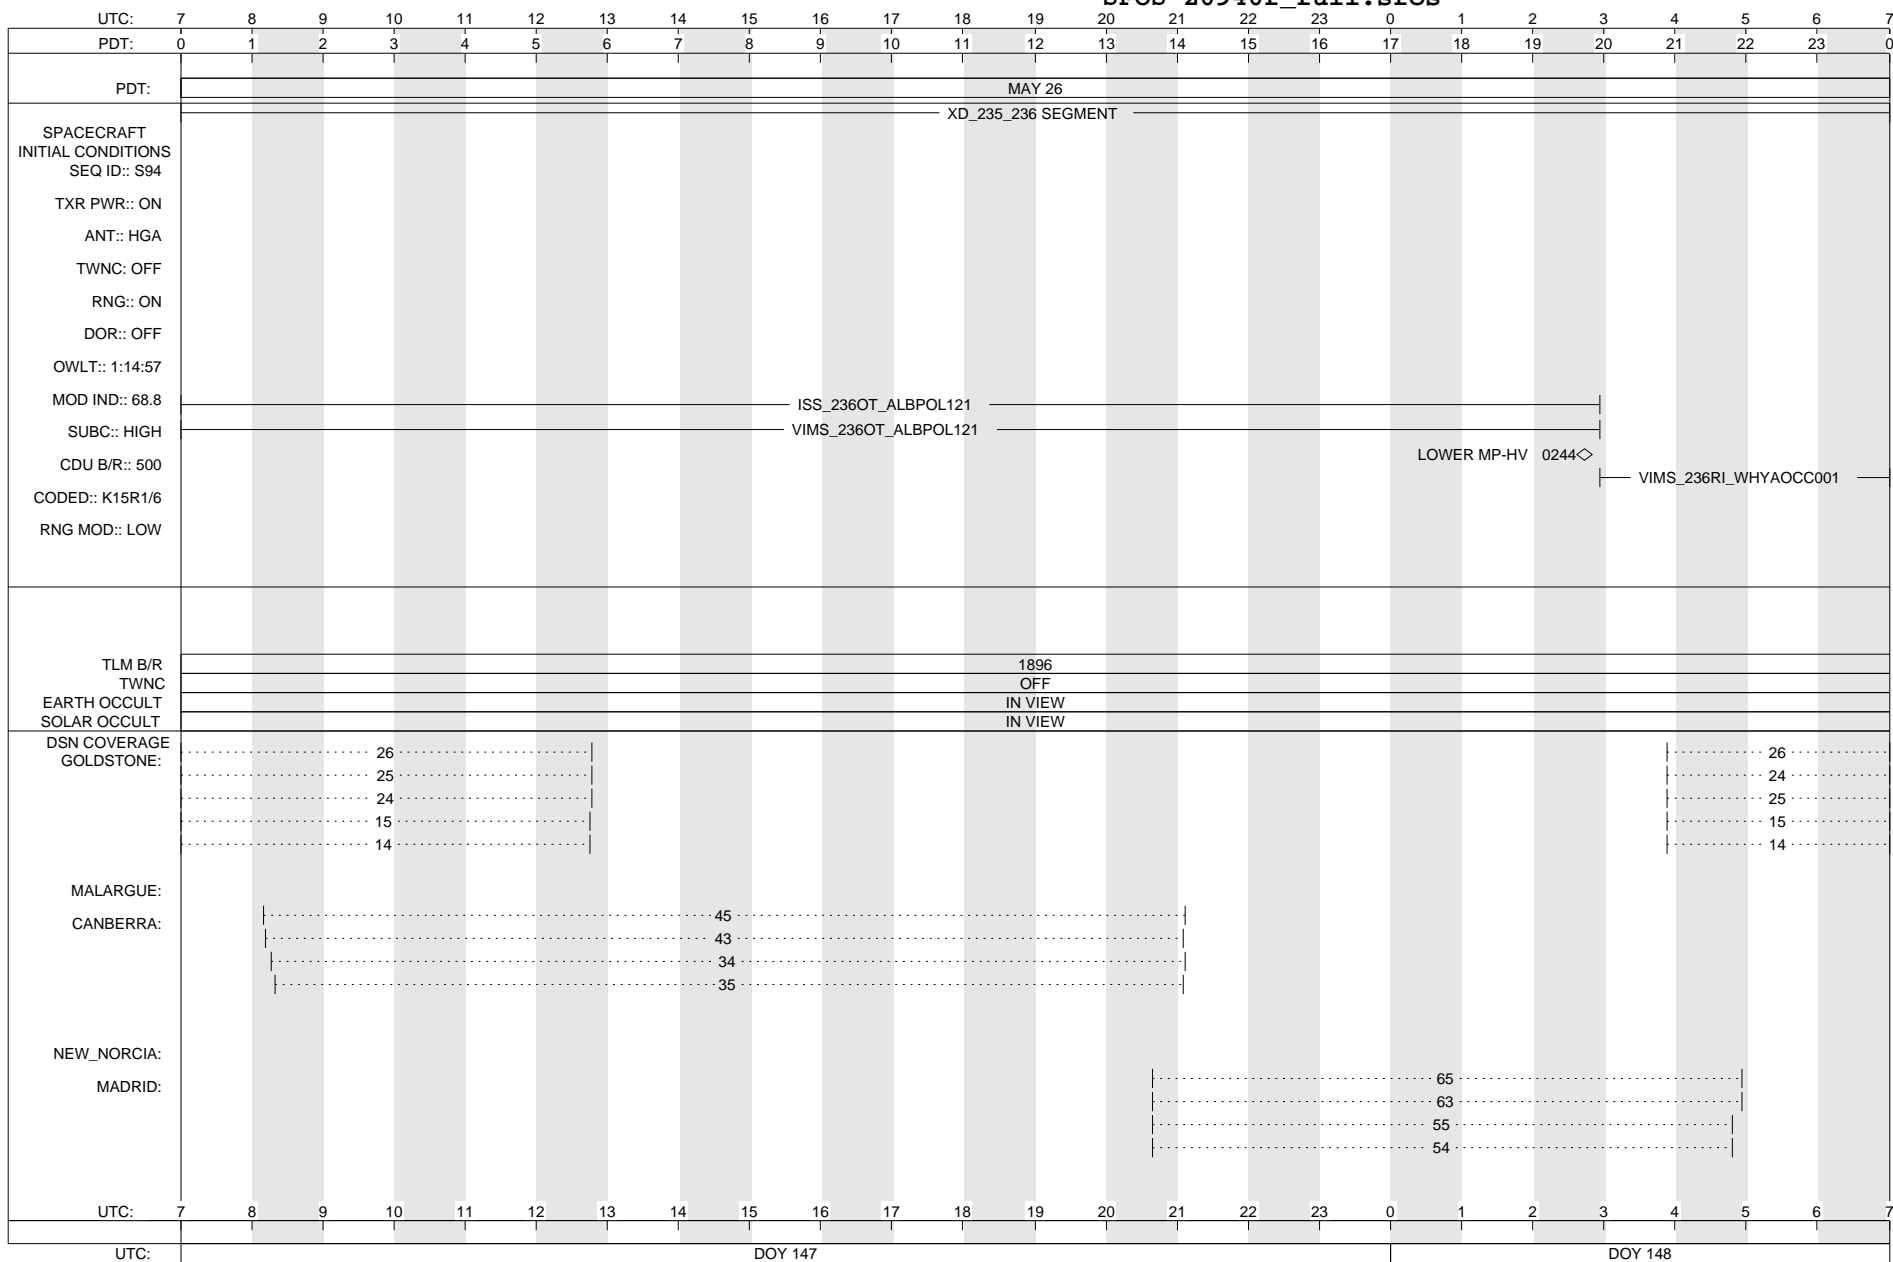 UTC: 7 8 9 10 11 12 13 14 15 16 17 18 19 20 21 22 23 0 1 2 3 4 5 6 7
PDT: 0 1 2 3 4 5 6 7 8 9 10 11 12 13 14 15 16 17 18 19 20 21 22 23 0
PDT: MAY 26
XD_235_236 SEGMENT
SPACECRAFT
INITIAL CONDITIONS
SEQ ID:: S94
TXR PWR:: ON
ANT:: HGA
TWNC: OFF
RNG:: ON
DOR:: OFF
OWLT:: 1:14:57
MOD IND:: 68.8
ISS_236OT_ALBPOL121
SUBC:: HIGH
VIMS_236OT_ALBPOL121
LOWER MP-HV 0244
CDU B/R:: 500
VIMS_236RI_WHYAOCC001
CODED:: K15R1/6
RNG MOD:: LOW
TLM B/R 1896
TWNC OFF
EARTH OCCULT IN VIEW
SOLAR OCCULT IN VIEW
DSN COVERAGE
GOLDSTONE:
26 26
25 24
24 25
15 15
14 14
MALARGUE:
CANBERRA:
45
43
34
35
NEW_NORCIA:
MADRID:
65
63
55
54
UTC: 7 8 9 10 11 12 13 14 15 16 17 18 19 20 21 22 23 0 1 2 3 4 5 6 7
UTC: DOY 147 DOY 148